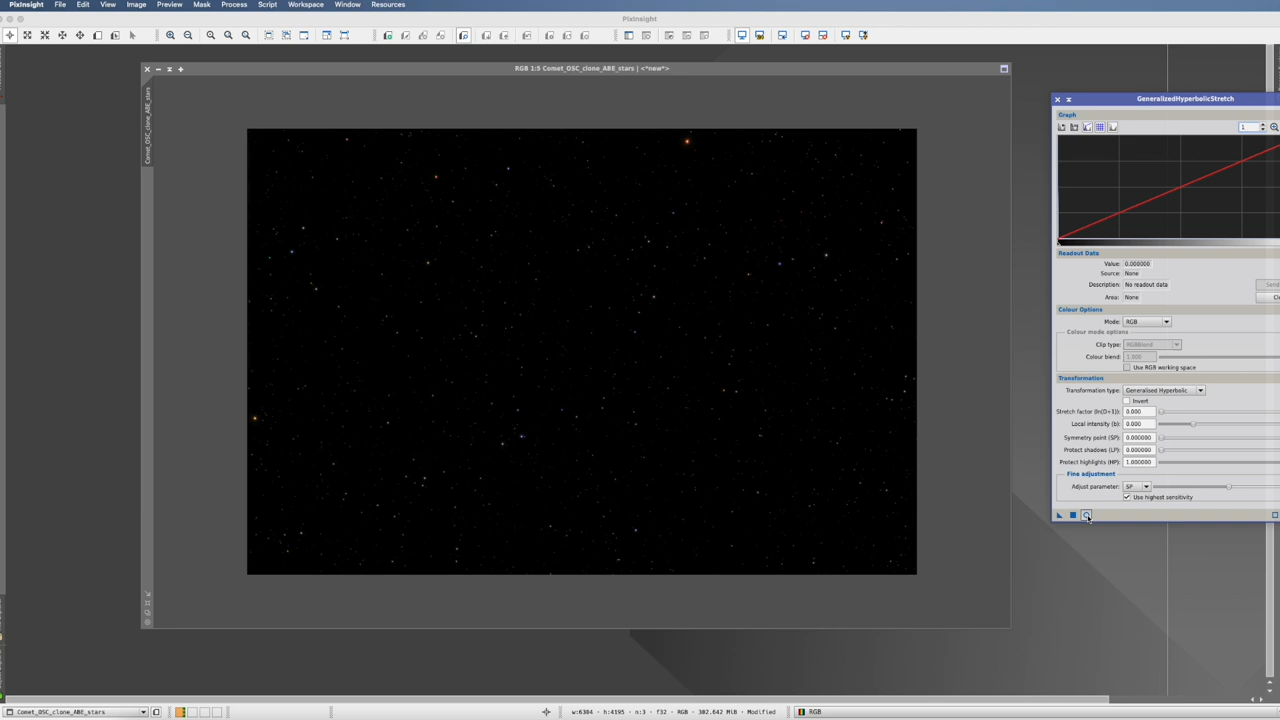 PixInsight File Edit View Image Preview Mask Process Script Workspace Window Resources
PixInsight
RGB 1:5 Comet_OSC_clone_ABE_stars | <*new*>
Comet_OSC_clone_ABE_stars
GeneralizedHyperbolicStretch
Graph
1
Readout Data
Value: 0.000000
Source: None
Description: No readout data
Send
Area: None
Colour Options
Mode: RGB
Colour mode options
Clip type: RGBBlend
Colour blend: 1.000
Use RGB working space
Transformation
Transformation type: Generalised Hyperbolic
Invert
Stretch factor (ln(D+1)): 0.000
Local intensity (b): 0.000
Symmetry point (SP): 0.000000
Protect shadows (LP): 0.000000
Protect highlights (HP): 1.000000
Fine adjustment
Adjust parameter: SP
Use highest sensitivity
Comet_OSC_clone_ABE_stars
w:6304 · h:4195 · n:3 · f32 · RGB · 302.642 MiB · Modified
RGB